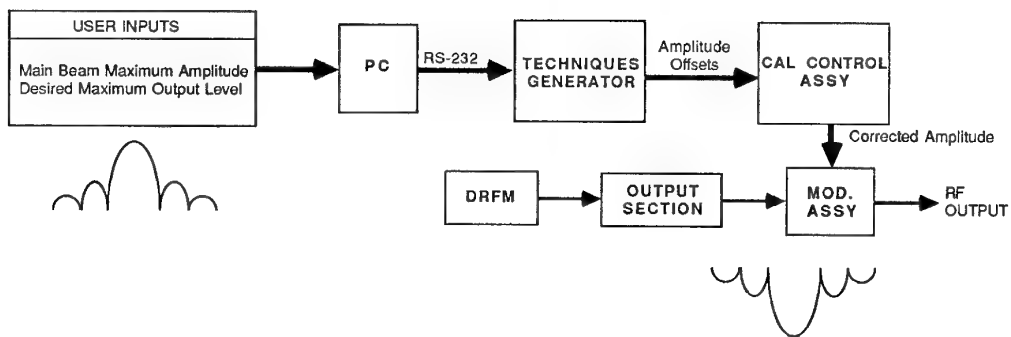 USER INPUTS
Main Beam Maximum Amplitude
Desired Maximum Output Level
PC
RS-232
TECHNIQUES
GENERATOR
Amplitude
Offsets
CAL CONTROL
ASSY
Corrected Amplitude
DRFM
OUTPUT
SECTION
MOD.
ASSY
RF
OUTPUT